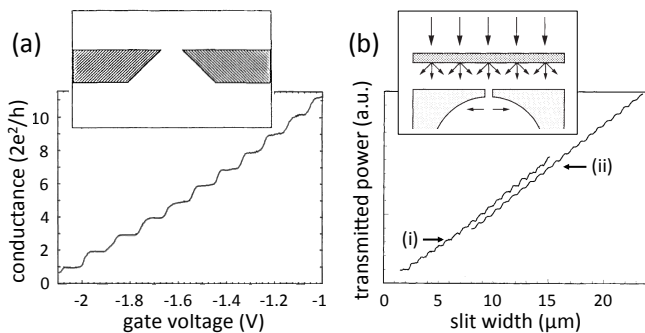 (a)
conductance (2e²/h)
10
8
6
4
2
0
-2 -1.8 -1.6 -1.4 -1.2 -1
gate voltage (V)
(b)
transmitted power (a.u.)
(i)
(ii)
0 5 10 15 20
slit width (μm)